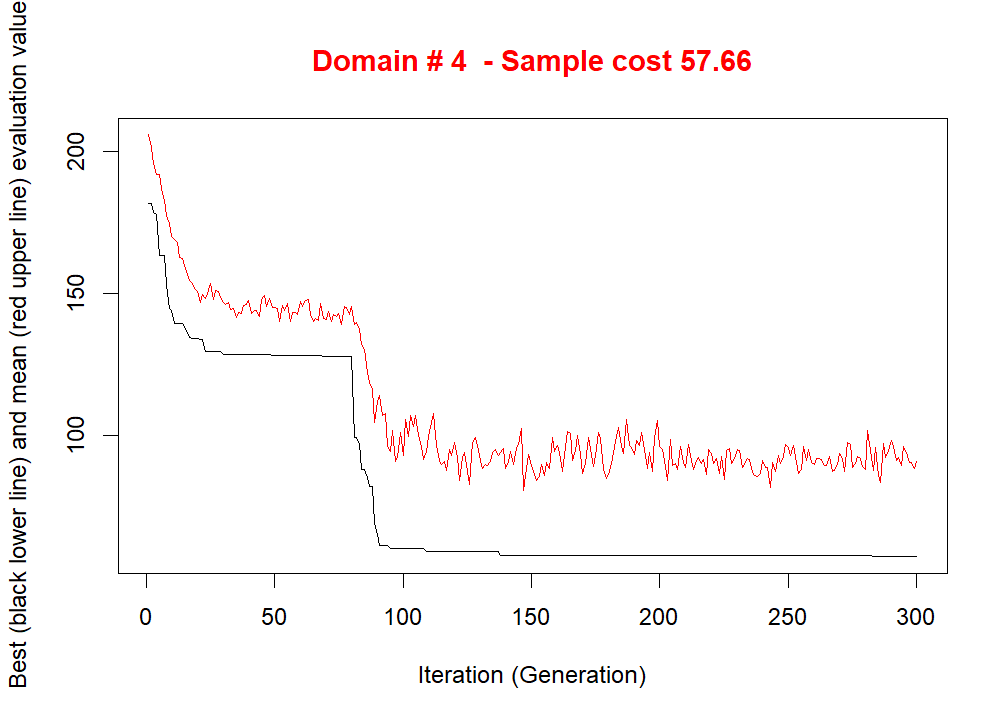 Domain # 4  - Sample cost 57.66
Best (black lower line) and mean (red upper line) evaluation value
200
150
100
0 50 100 150 200 250 300
Iteration (Generation)